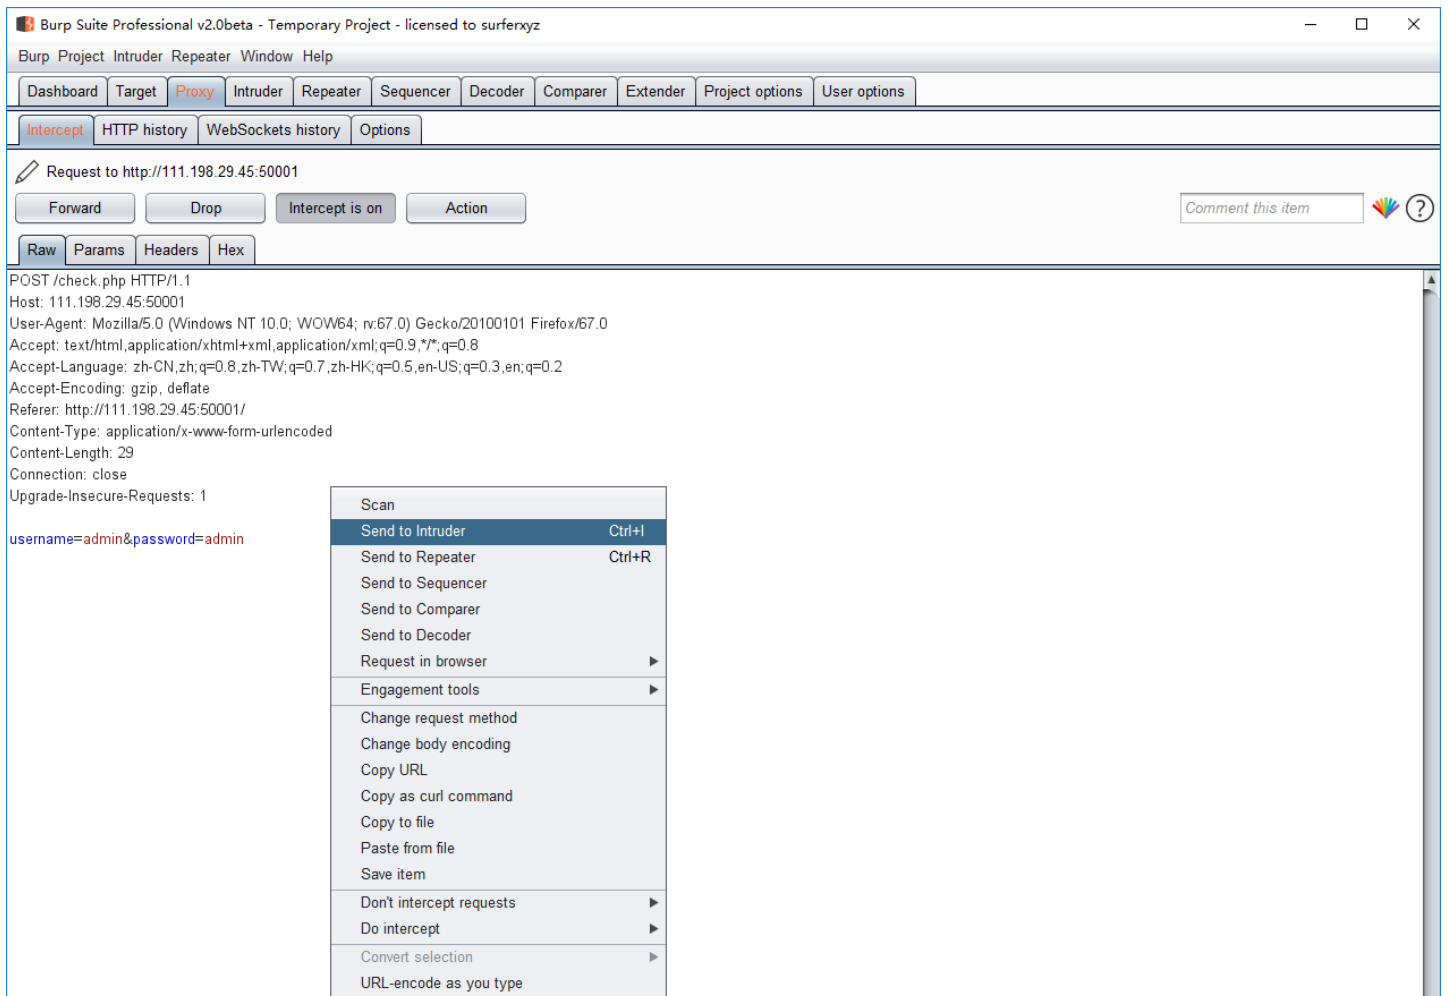 Burp Suite Professional v2.0beta - Temporary Project - licensed to surferxyz
Burp Project Intruder Repeater Window Help
Dashboard Target Proxy Intruder Repeater Sequencer Decoder Comparer Extender Project options User options
Intercept HTTP history WebSockets history Options
Request to http://111.198.29.45:50001
Forward Drop Intercept is on Action Comment this item ?
Raw Params Headers Hex
POST /check.php HTTP/1.1
Host: 111.198.29.45:50001
User-Agent: Mozilla/5.0 (Windows NT 10.0; WOW64; rv:67.0) Gecko/20100101 Firefox/67.0
Accept: text/html,application/xhtml+xml,application/xml;q=0.9,*/*;q=0.8
Accept-Language: zh-CN,zh;q=0.8,zh-TW;q=0.7,zh-HK;q=0.5,en-US;q=0.3,en;q=0.2
Accept-Encoding: gzip, deflate
Referer: http://111.198.29.45:50001/
Content-Type: application/x-www-form-urlencoded
Content-Length: 29
Connection: close
Upgrade-Insecure-Requests: 1
username=admin&password=admin
Scan
Send to Intruder Ctrl+I
Send to Repeater Ctrl+R
Send to Sequencer
Send to Comparer
Send to Decoder
Request in browser
Engagement tools
Change request method
Change body encoding
Copy URL
Copy as curl command
Copy to file
Paste from file
Save item
Don't intercept requests
Do intercept
Convert selection
URL-encode as you type